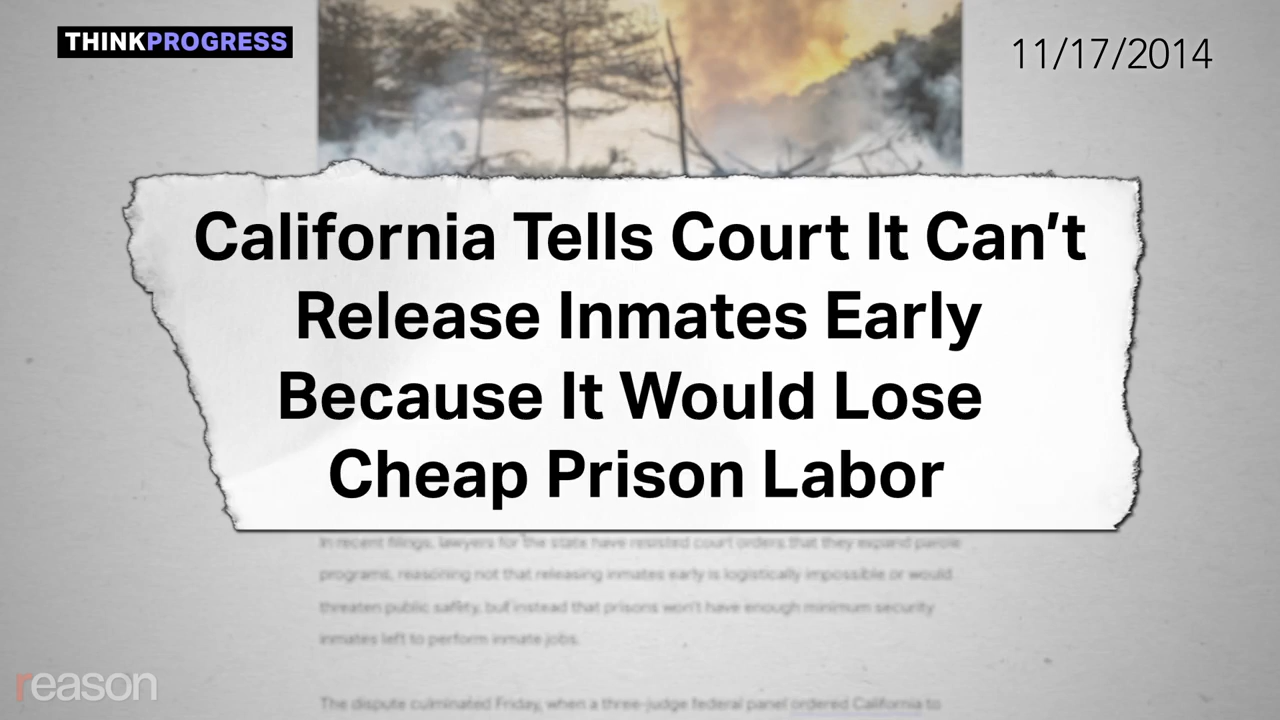 THINKPROGRESS
11/17/2014
California Tells Court It Can’t
Release Inmates Early
Because It Would Lose
Cheap Prison Labor
In recent filings, lawyers for the state have resisted court orders that they expand parole
programs, reasoning not that releasing inmates early is logistically impossible or would
threaten public safety, but instead that prisons won't have enough minimum security
inmates left to perform inmate jobs.
The dispute culminated Friday, when a three-judge federal panel ordered California to
reason